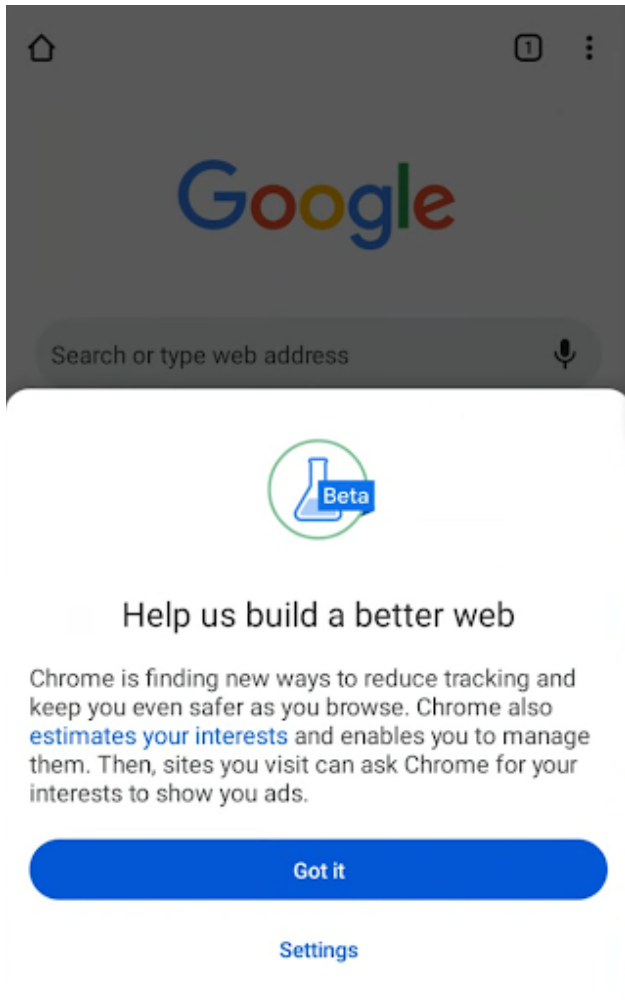 1
Google
Search or type web address
Beta
Help us build a better web
Chrome is finding new ways to reduce tracking and
keep you even safer as you browse. Chrome also
estimates your interests and enables you to manage
them. Then, sites you visit can ask Chrome for your
interests to show you ads.
Got it
Settings